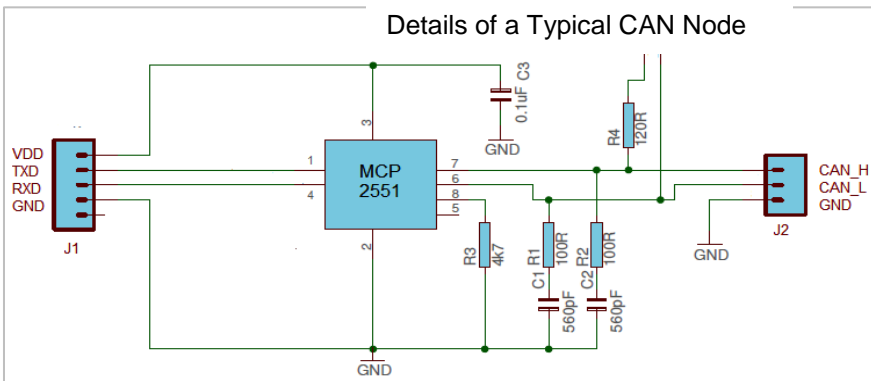 Details of a Typical CAN Node
VDD
TXD
RXD
GND
J1
3
0.1uF C3
GND
1
4
MCP
2551
7
6
8
5
2
R3
4k7
R1
100R
C1
560pF
R2
100R
C2
560pF
R4
120R
GND
GND
CAN_H
CAN_L
GND
J2